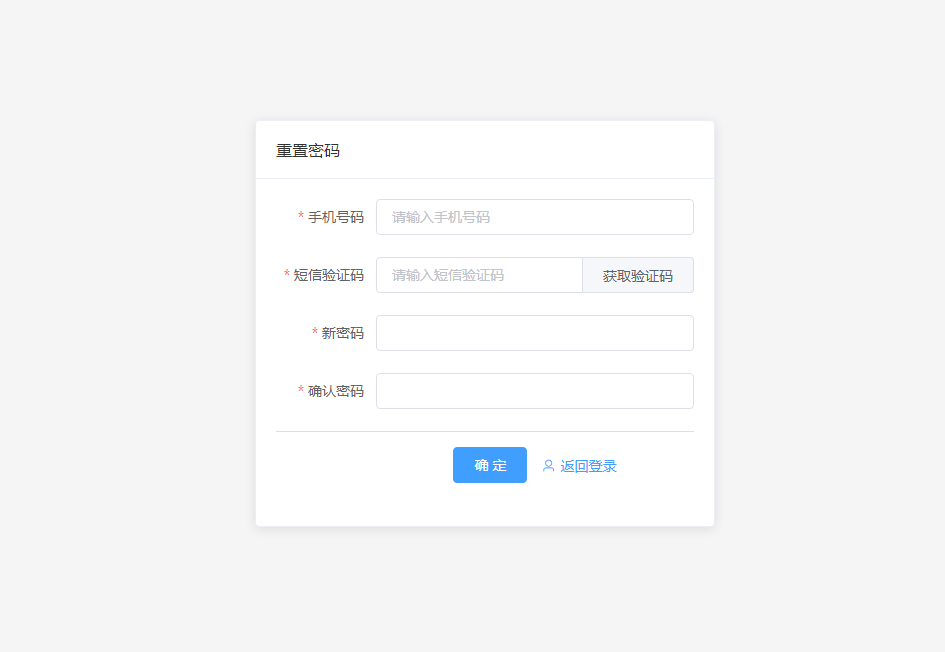 重置密码
* 手机号码 请输入手机号码
* 短信验证码 请输入短信验证码 获取验证码
* 新密码
* 确认密码
确 定 返回登录